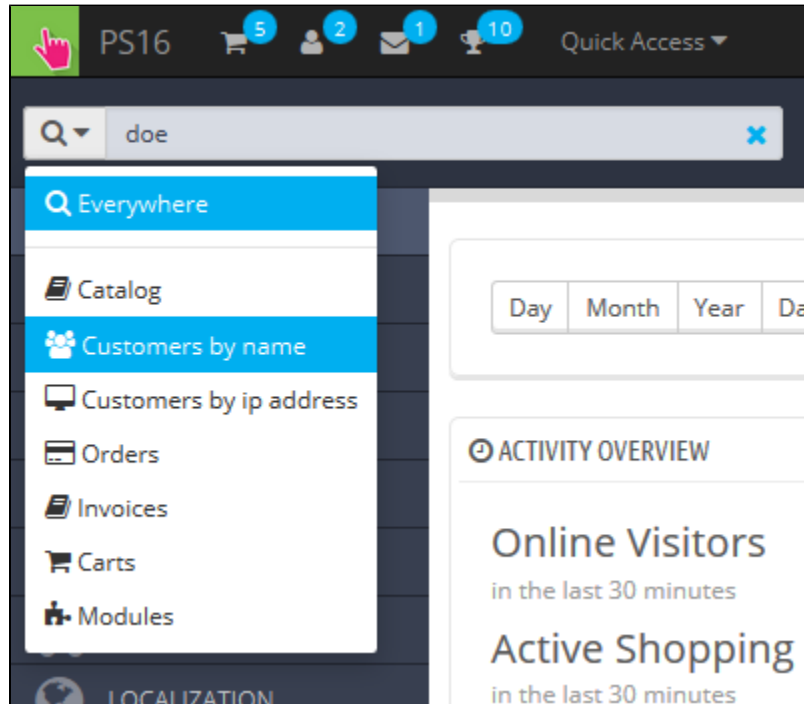 PS16 5 2 1 10 Quick Access
doe
Everywhere
Catalog
Customers by name
Customers by ip address
Orders
Invoices
Carts
Modules
LOCALIZATION
Day Month Year Da
ACTIVITY OVERVIEW
Online Visitors
in the last 30 minutes
Active Shopping
in the last 30 minutes